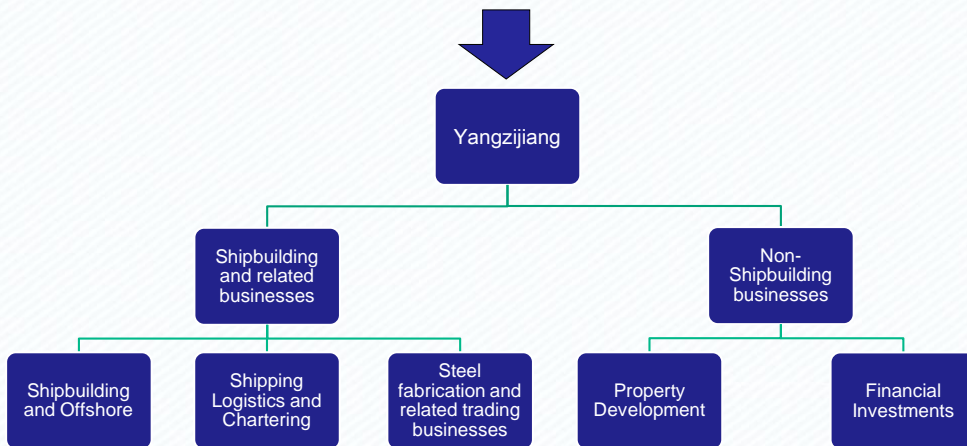 Yangzijiang
Shipbuilding
and related
businesses
Non-
Shipbuilding
businesses
Shipbuilding
and Offshore
Shipping
Logistics and
Chartering
Steel
fabrication and
related trading
businesses
Property
Development
Financial
Investments